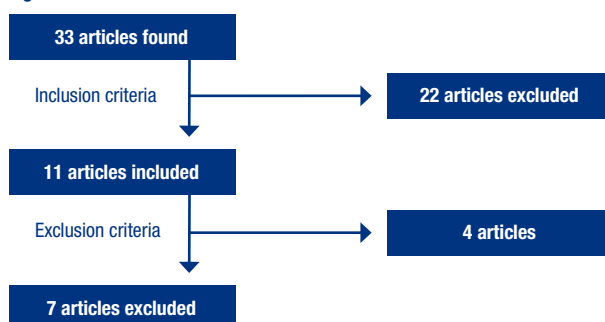 33 articles found
Inclusion criteria
22 articles excluded
11 articles included
Exclusion criteria
4 articles
7 articles excluded